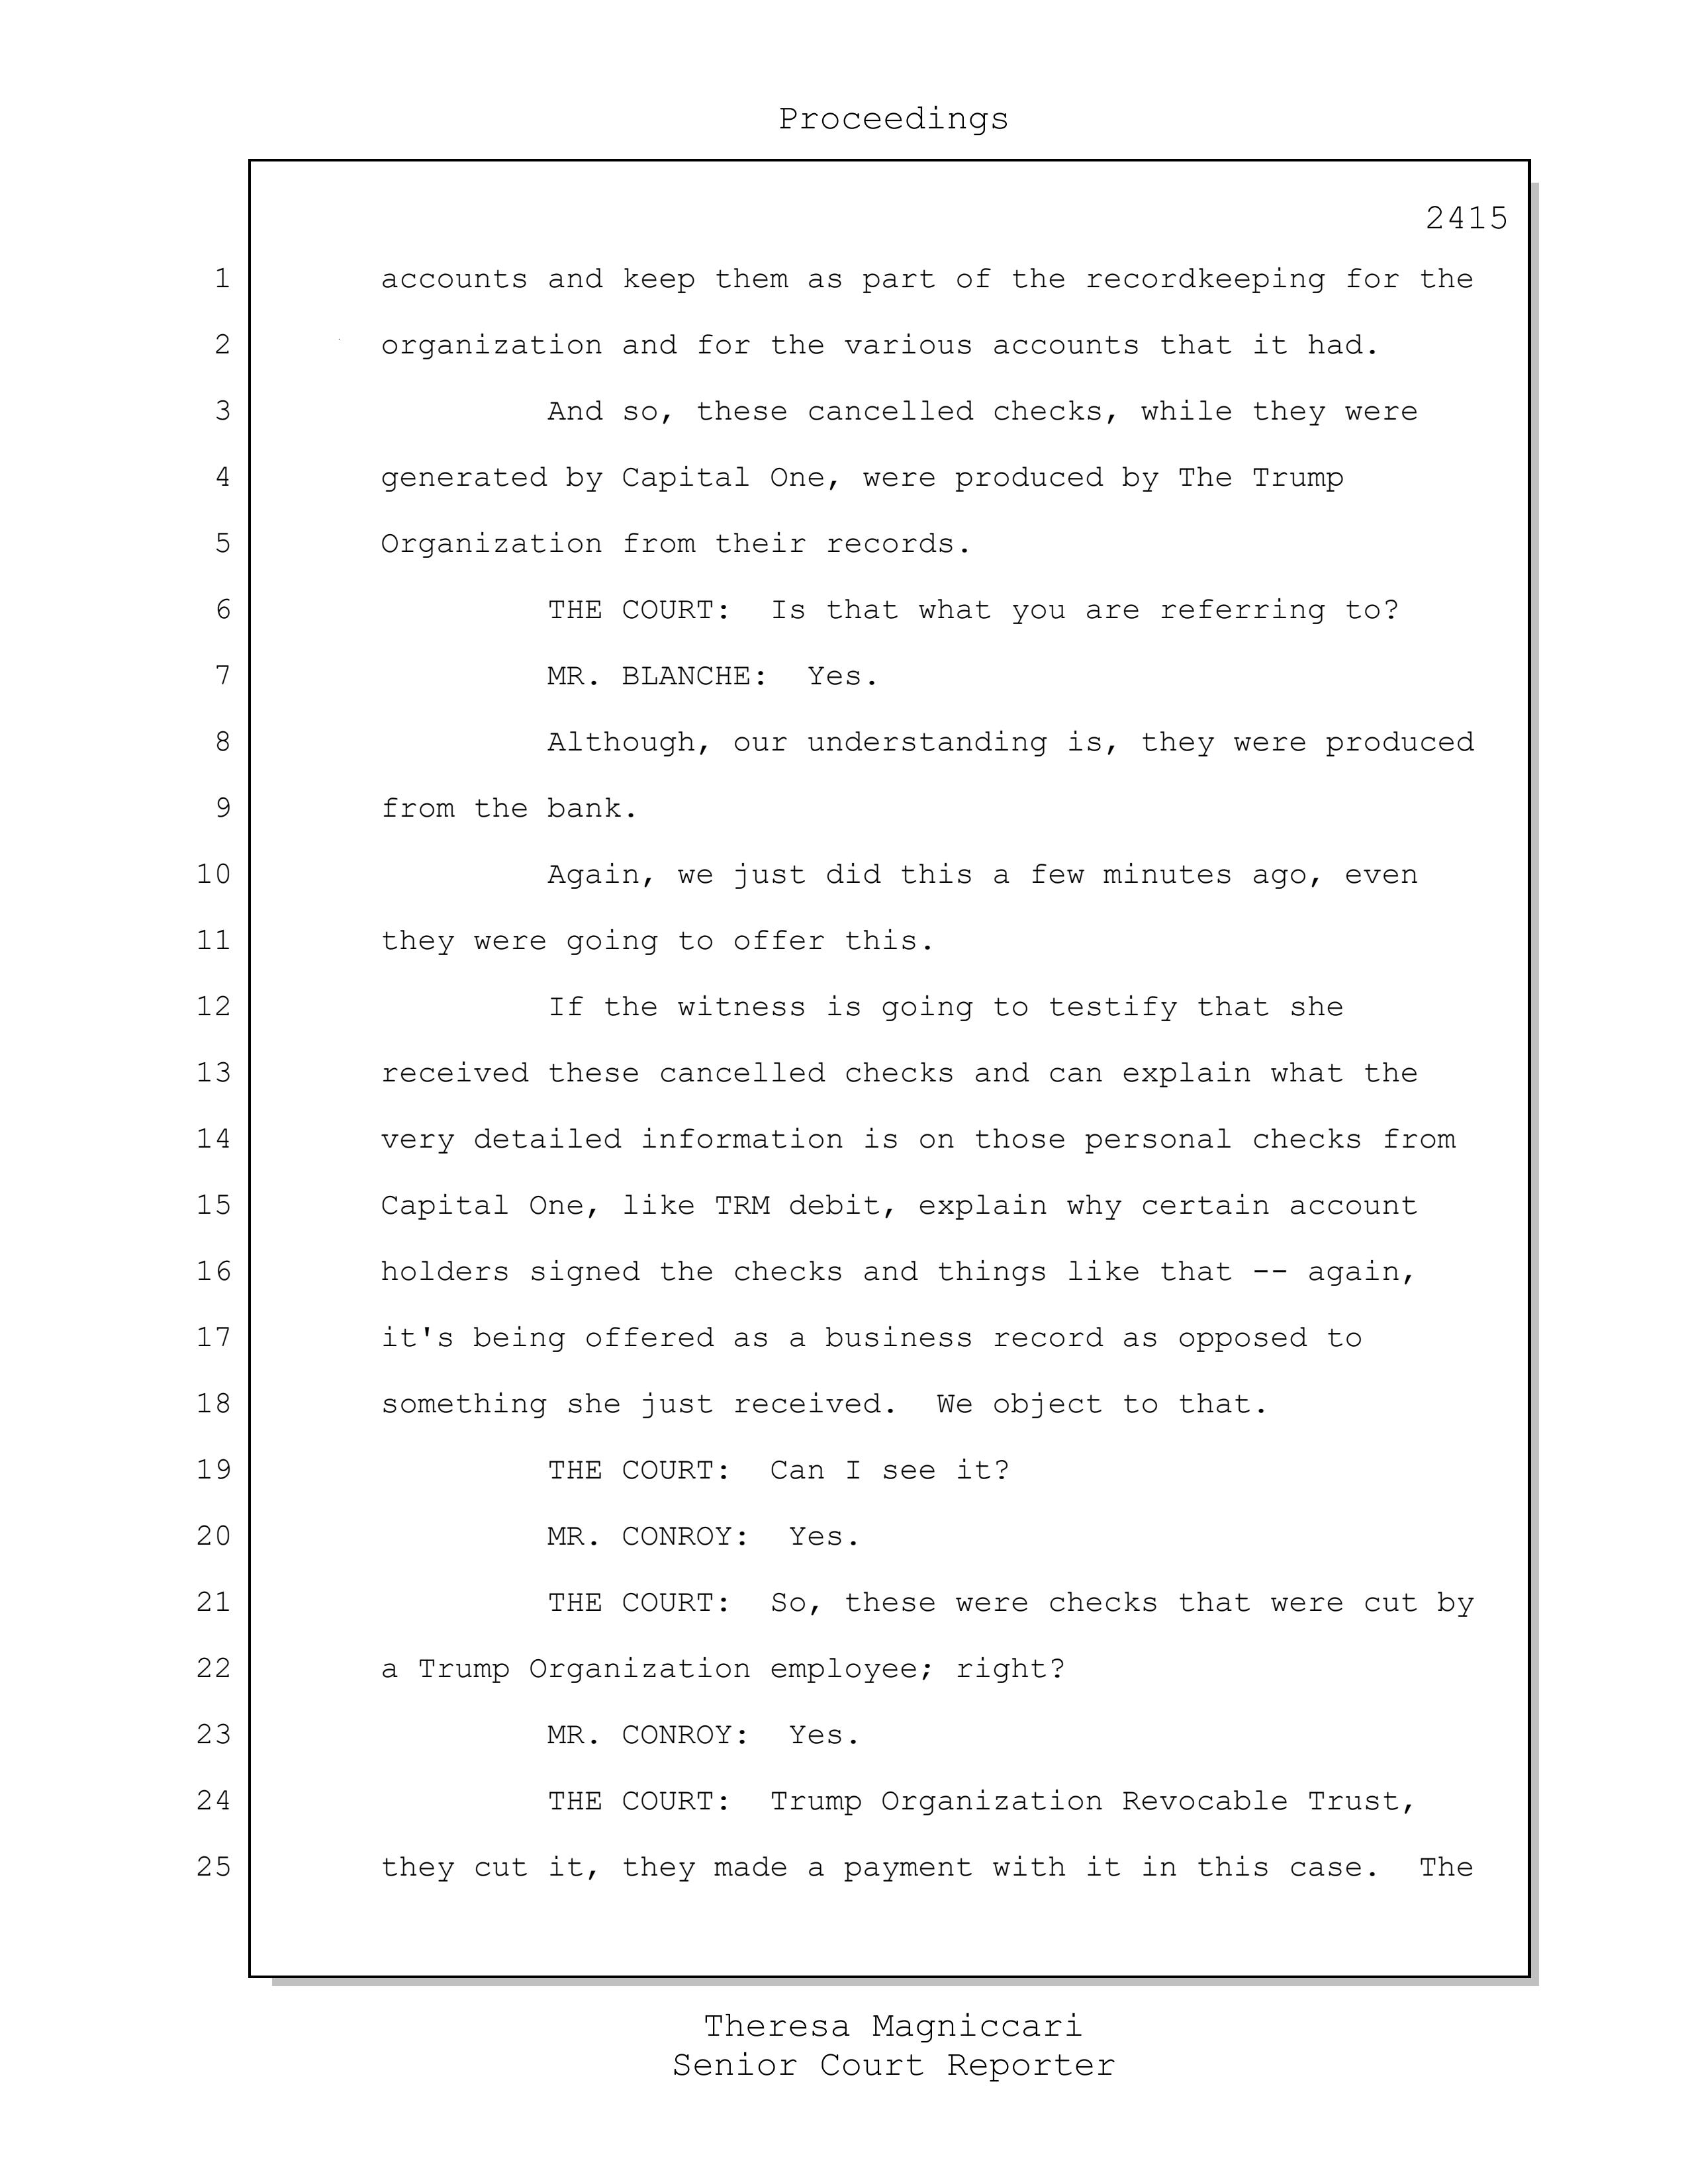 Proceedings
2415
1 accounts and keep them as part of the recordkeeping for the
2 organization and for the various accounts that it had.
3 And so, these cancelled checks, while they were
4 generated by Capital One, were produced by The Trump
5 Organization from their records.
6 THE COURT: Is that what you are referring to?
7 MR. BLANCHE: Yes.
8 Although, our understanding is, they were produced
9 from the bank.
10 Again, we just did this a few minutes ago, even
11 they were going to offer this.
12 If the witness is going to testify that she
13 received these cancelled checks and can explain what the
14 very detailed information is on those personal checks from
15 Capital One, like TRM debit, explain why certain account
16 holders signed the checks and things like that -- again,
17 it's being offered as a business record as opposed to
18 something she just received. We object to that.
19 THE COURT: Can I see it?
20 MR. CONROY: Yes.
21 THE COURT: So, these were checks that were cut by
22 a Trump Organization employee; right?
23 MR. CONROY: Yes.
24 THE COURT: Trump Organization Revocable Trust,
25 they cut it, they made a payment with it in this case. The
Theresa Magniccari
Senior Court Reporter